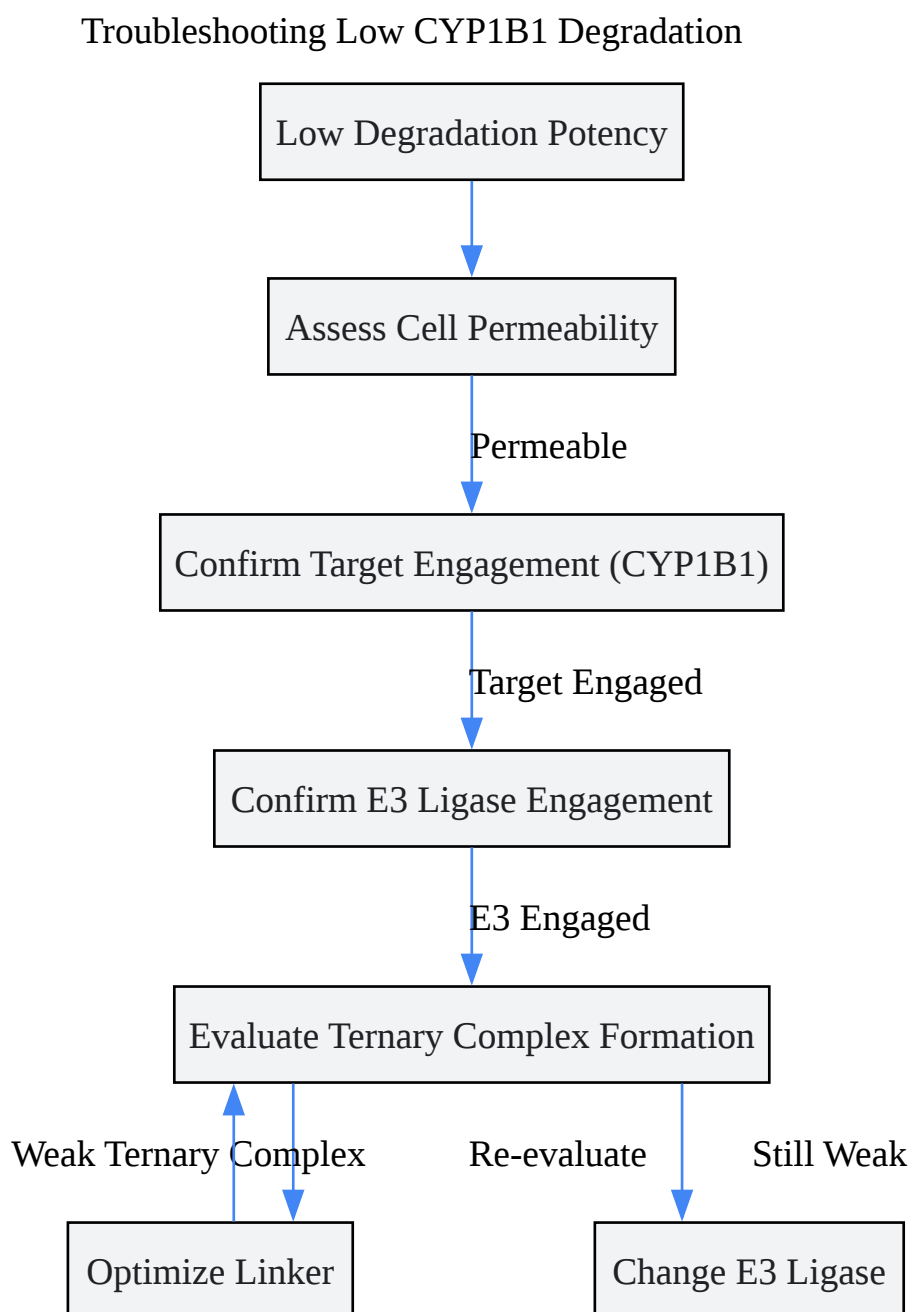 Troubleshooting Low CYP1B1 Degradation
Low Degradation Potency
Assess Cell Permeability
Permeable
Confirm Target Engagement (CYP1B1)
Target Engaged
Confirm E3 Ligase Engagement
E3 Engaged
Evaluate Ternary Complex Formation
Weak Ternary Complex
Re-evaluate
Still Weak
Optimize Linker
Change E3 Ligase